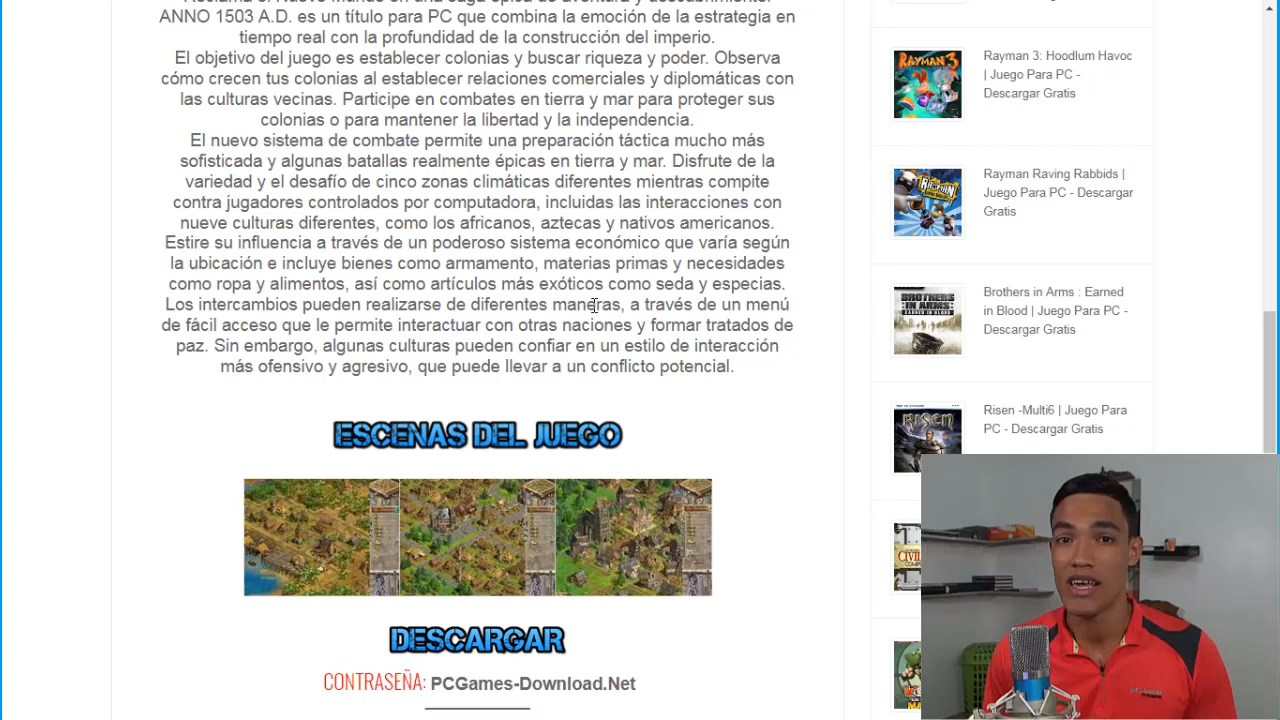 ANNO 1503 A.D. es un título para PC que combina la emoción de la estrategia en
tiempo real con la profundidad de la construcción del imperio.
El objetivo del juego es establecer colonias y buscar riqueza y poder. Observa
cómo crecen tus colonias al establecer relaciones comerciales y diplomáticas con
las culturas vecinas. Participe en combates en tierra y mar para proteger sus
colonias o para mantener la libertad y la independencia.
El nuevo sistema de combate permite una preparación táctica mucho más
sofisticada y algunas batallas realmente épicas en tierra y mar. Disfrute de la
variedad y el desafío de cinco zonas climáticas diferentes mientras compite
contra jugadores controlados por computadora, incluidas las interacciones con
nueve culturas diferentes, como los africanos, aztecas y nativos americanos.
Estire su influencia a través de un poderoso sistema económico que varía según
la ubicación e incluye bienes como armamento, materias primas y necesidades
como ropa y alimentos, así como artículos más exóticos como seda y especias.
Los intercambios pueden realizarse de diferentes maneras, a través de un menú
de fácil acceso que le permite interactuar con otras naciones y formar tratados de
paz. Sin embargo, algunas culturas pueden confiar en un estilo de interacción
más ofensivo y agresivo, que puede llevar a un conflicto potencial.
ESCENAS DEL JUEGO
DESCARGAR
CONTRASEÑA: PCGames-Download.Net
RAYMAN 3
Rayman 3: Hoodlum Havoc
| Juego Para PC -
Descargar Gratis
RAYMAN
Rayman Raving Rabbids |
Juego Para PC - Descargar
Gratis
BROTHERS
IN ARMS
EARNED IN BLOOD
Brothers in Arms : Earned
in Blood | Juego Para PC -
Descargar Gratis
RISEN
Risen -Multi6 | Juego Para
PC - Descargar Gratis